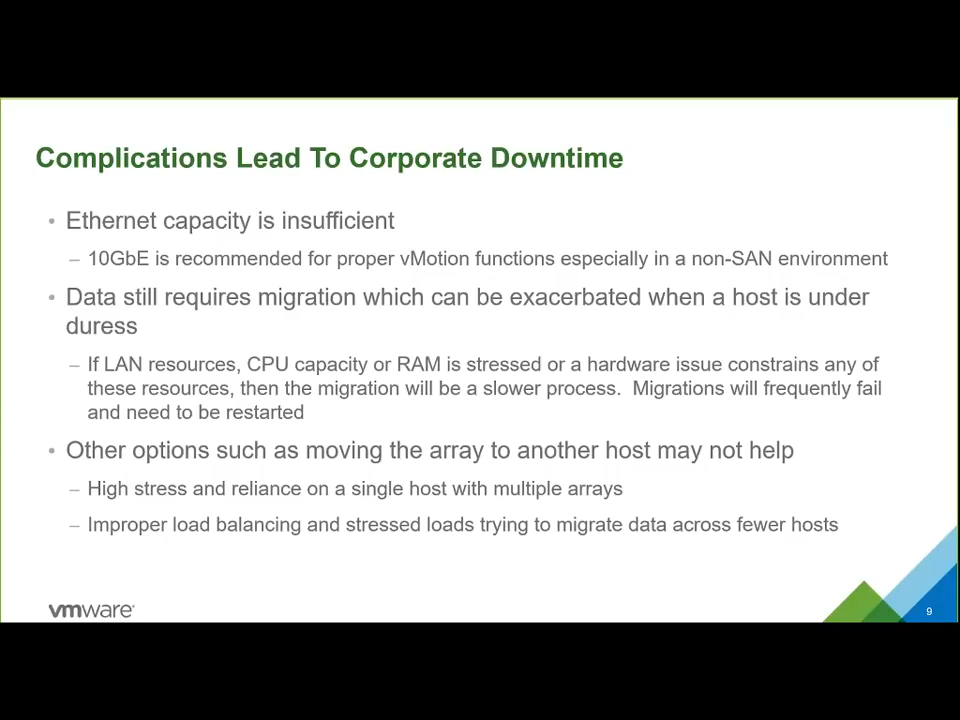 Complications Lead To Corporate Downtime
• Ethernet capacity is insufficient
– 10GbE is recommended for proper vMotion functions especially in a non-SAN environment
• Data still requires migration which can be exacerbated when a host is under
duress
– If LAN resources, CPU capacity or RAM is stressed or a hardware issue constrains any of
these resources, then the migration will be a slower process.  Migrations will frequently fail
and need to be restarted
• Other options such as moving the array to another host may not help
– High stress and reliance on a single host with multiple arrays
– Improper load balancing and stressed loads trying to migrate data across fewer hosts
vmware
9